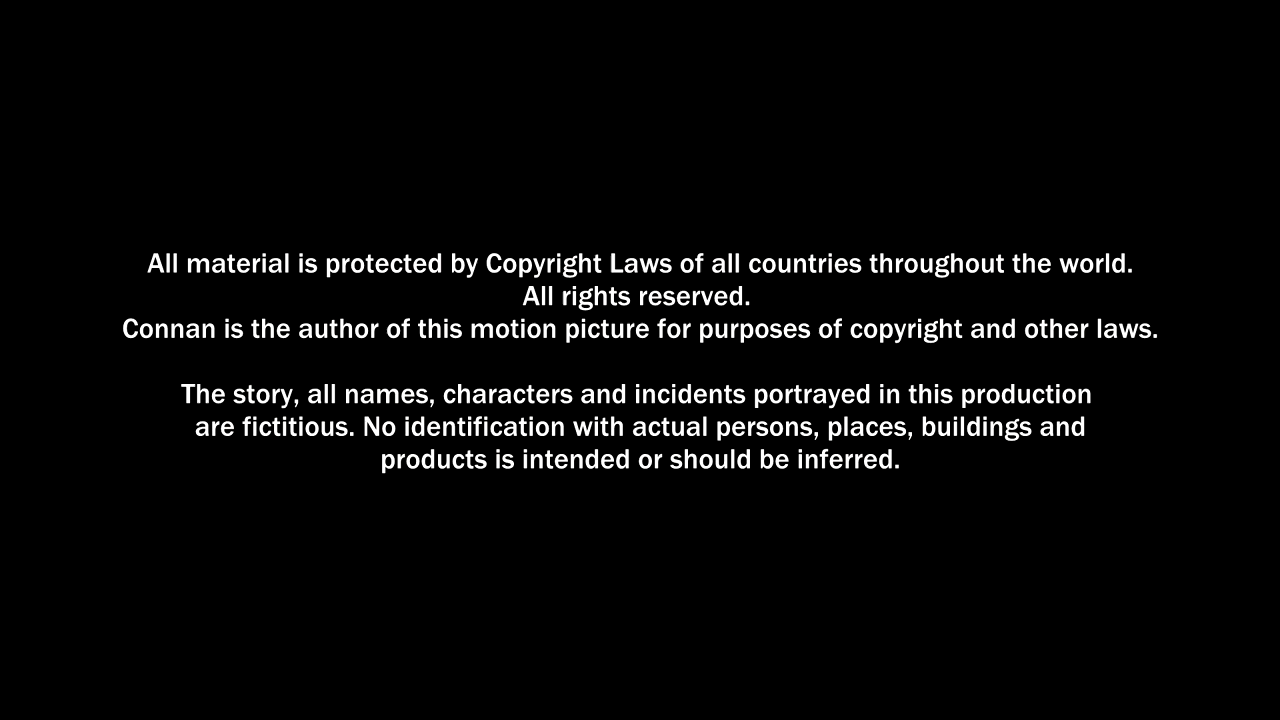 All material is protected by Copyright Laws of all countries throughout the world.
All rights reserved.
Connan is the author of this motion picture for purposes of copyright and other laws.
The story, all names, characters and incidents portrayed in this production
are fictitious. No identification with actual persons, places, buildings and
products is intended or should be inferred.